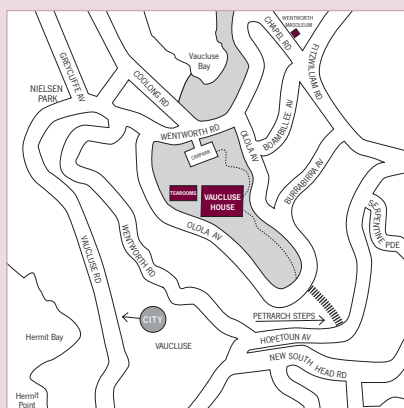 WENTWORTH
MASOLEUM
CHAPEL RD
FITZWILLIAM RD
Vaucluse
Bay
GREYCLIFFE AV
COOLONG RD
NIELSEN
PARK
WENTWORTH RD
OLOLA AV
BOAMBILLEE AV
CARPARK
BURRABIRRA AV
TEAROOMS
VAUCLUSE
HOUSE
SERPENTINE
PDE
OLOLA AV
VAUCLUSE RD
WENTWORTH RD
CITY
PETRARCH STEPS
HOPETOUN AV
Hermit Bay
VAUCLUSE
NEW SOUTH HEAD RD
Hermit
Point